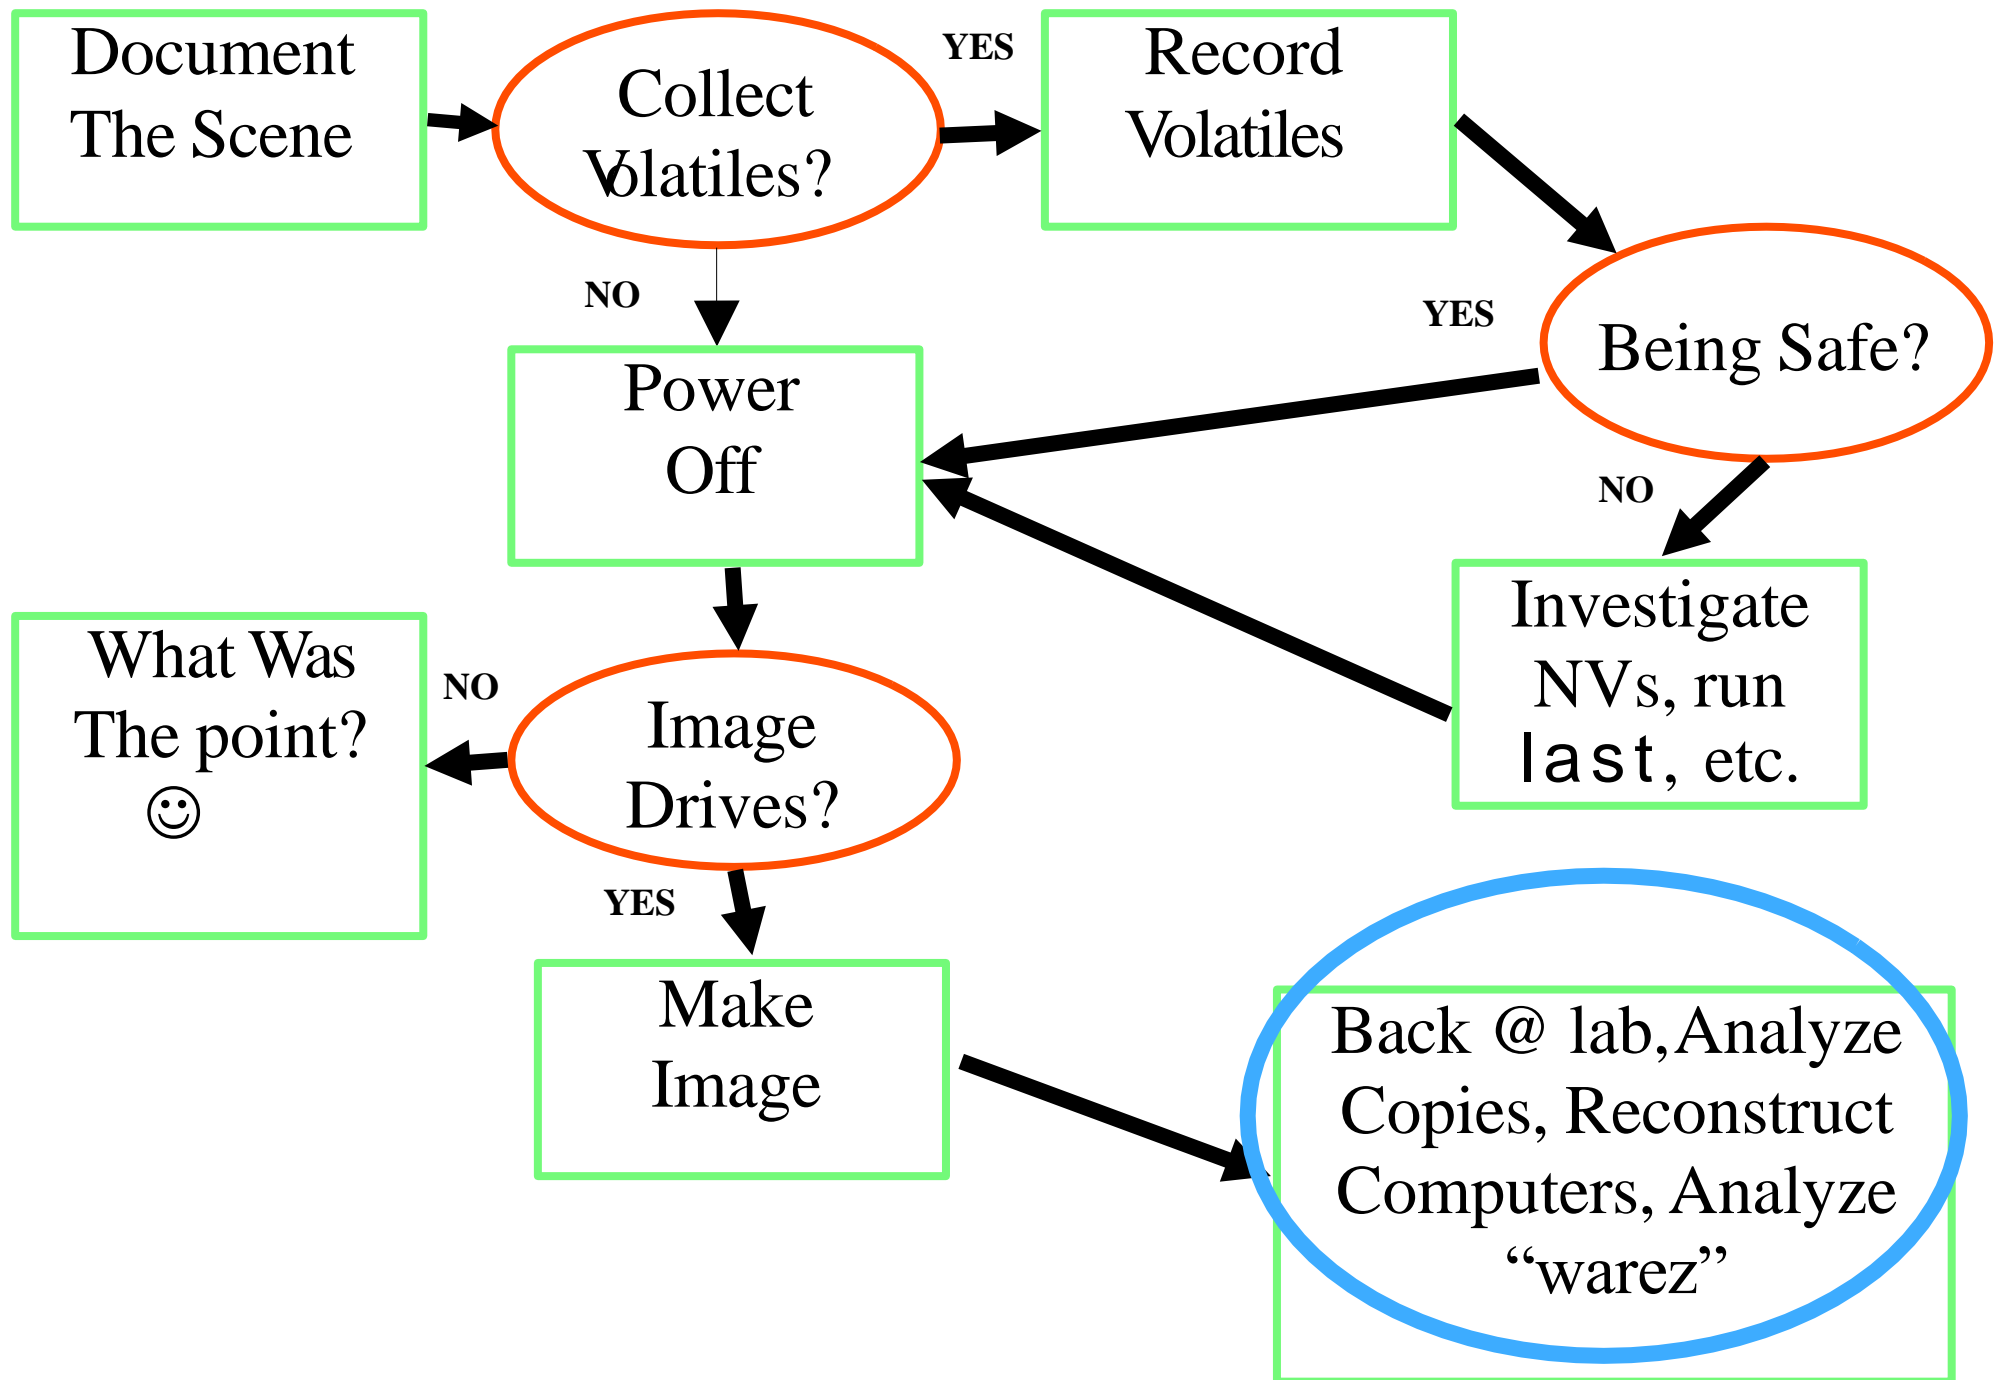 Document
The Scene
Collect
Volatiles?
YES
Record
Volatiles
NO
YES
Being Safe?
Power
Off
NO
Investigate
NVs, run
last, etc.
What Was
The point?
☺
NO
Image
Drives?
YES
Make
Image
Back @ lab, Analyze
Copies, Reconstruct
Computers, Analyze
“warez”